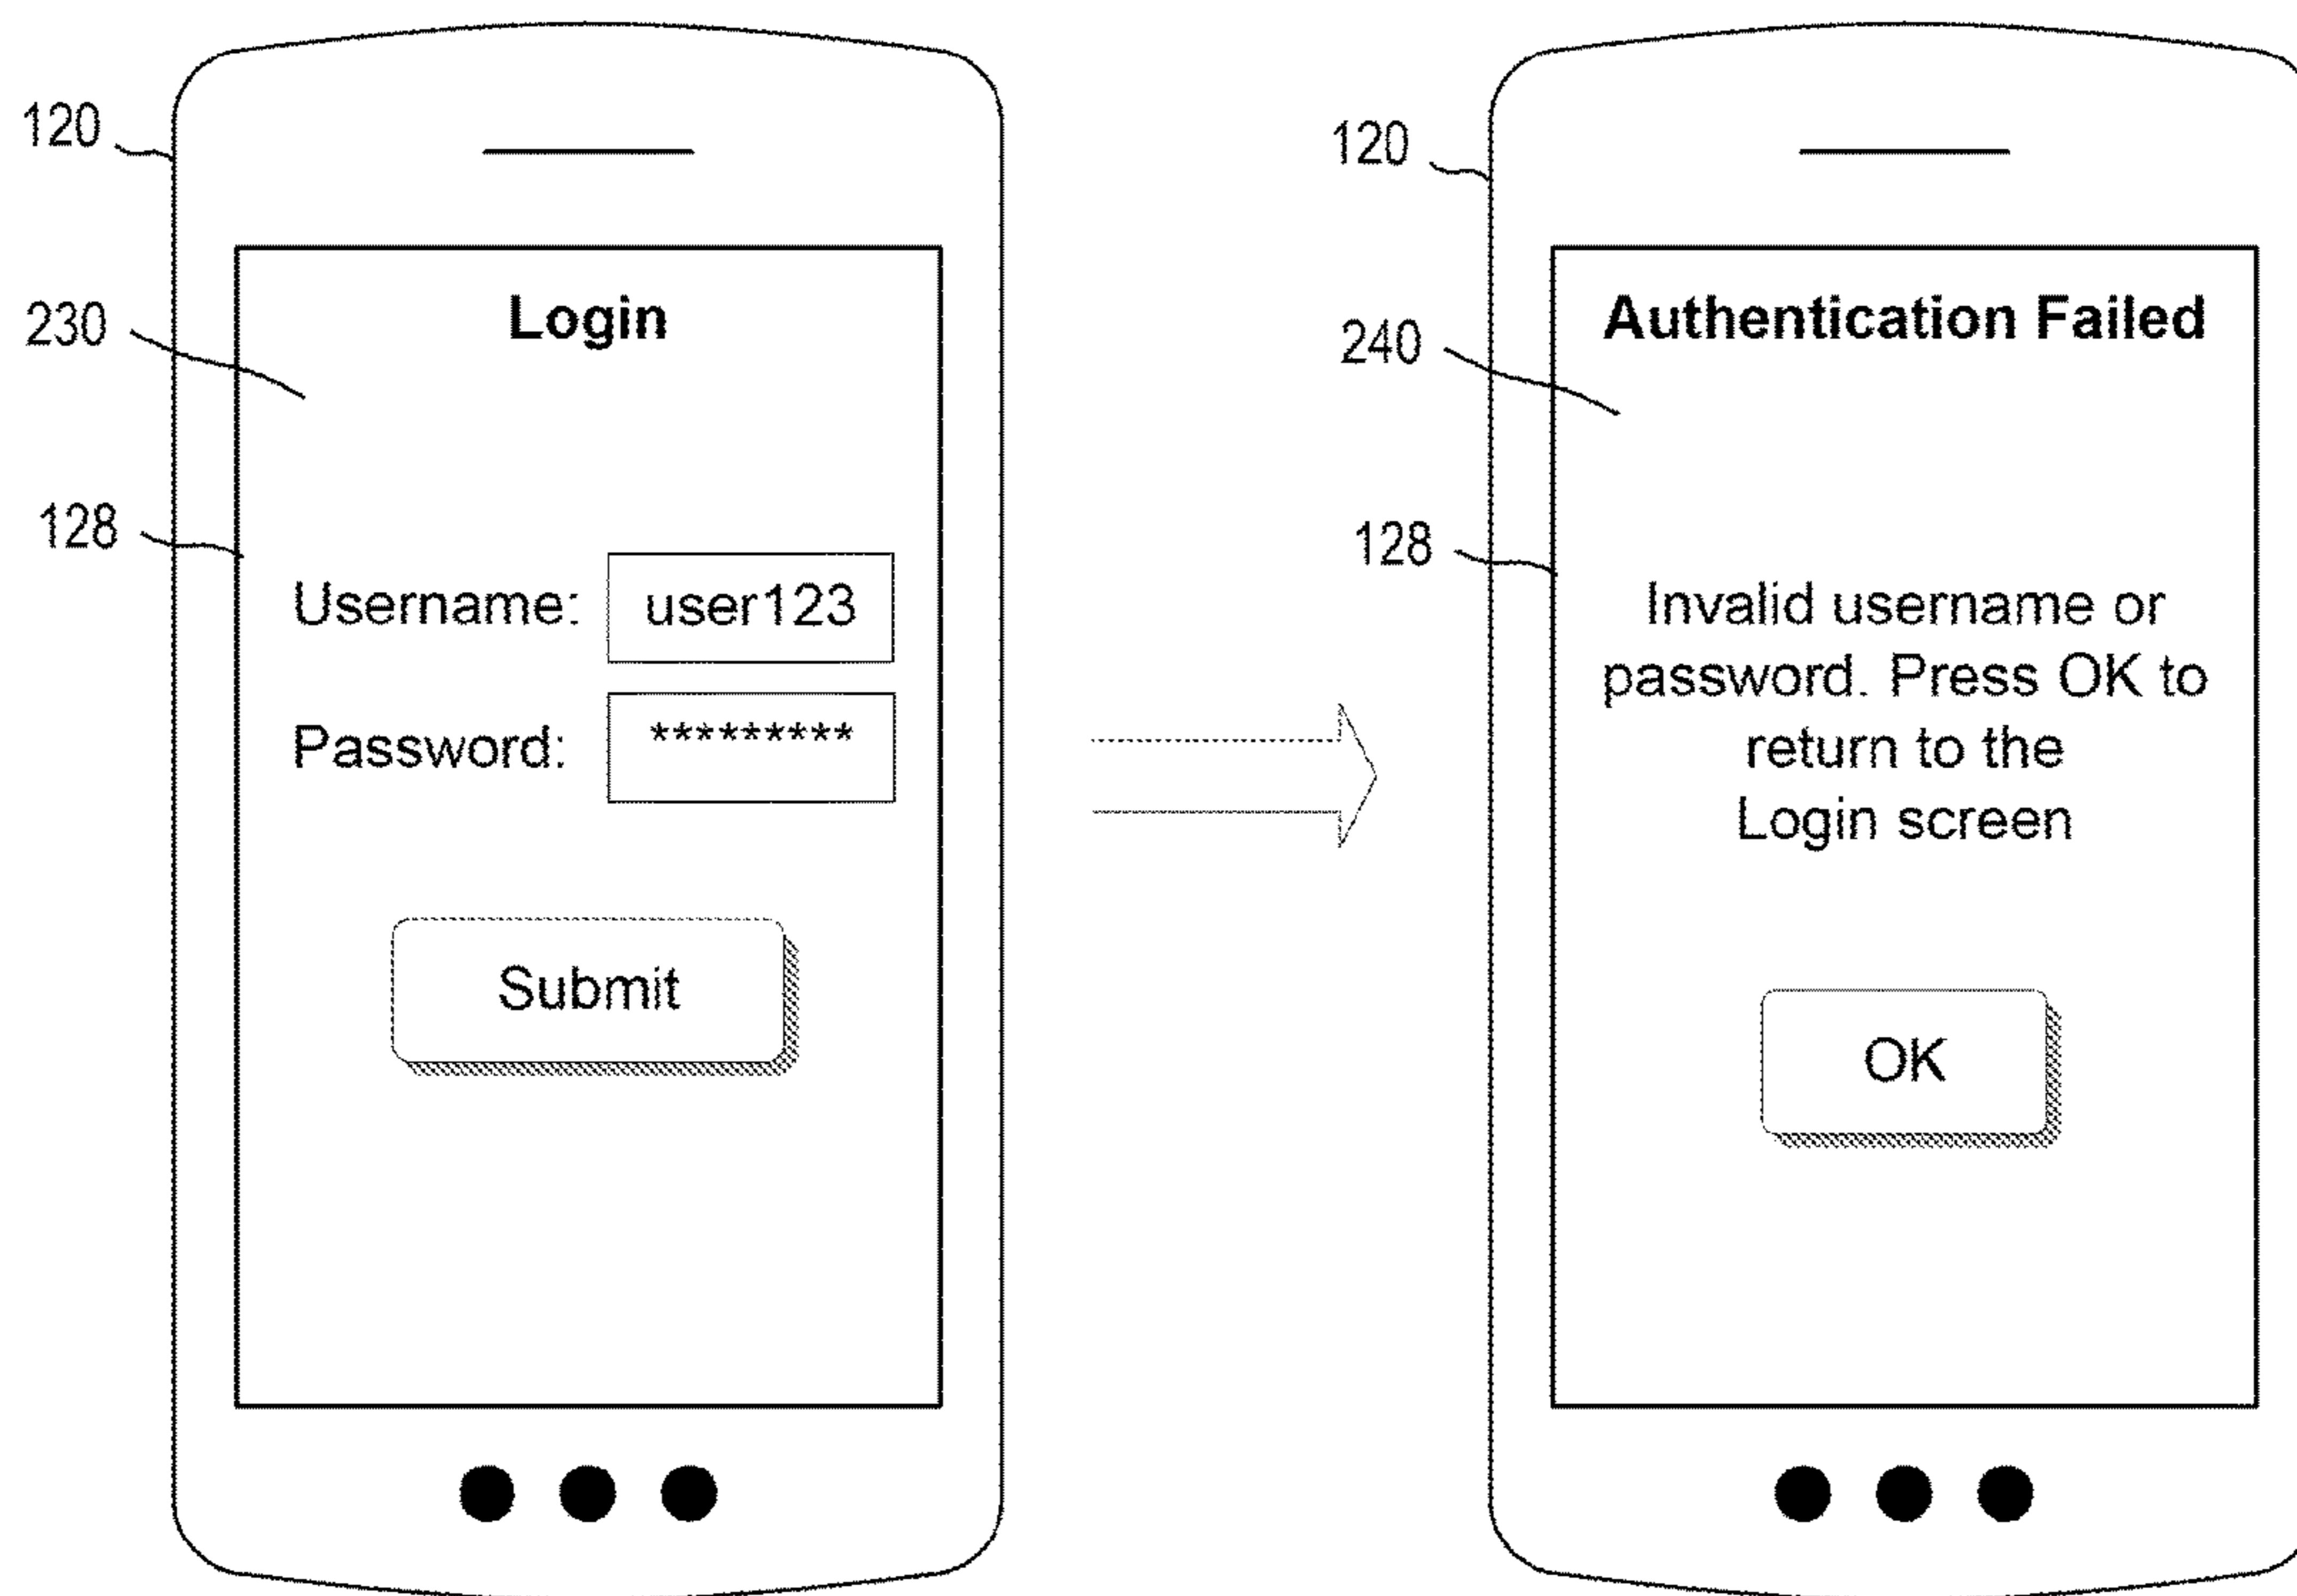 120
230
128
Login
Username: user123
Password: *********
Submit
120
240
128
Authentication Failed
Invalid username or
password. Press OK to
return to the
Login screen
OK